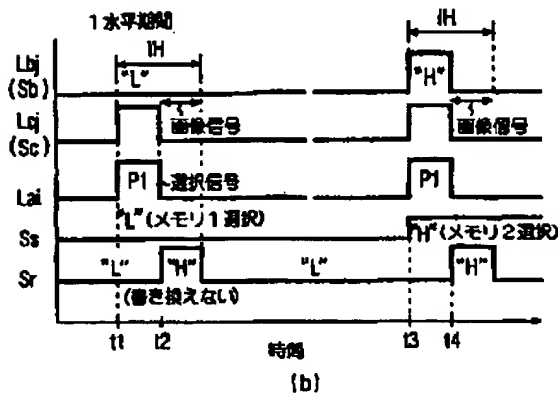 1水平期間
1H 1H
Lbj "L" "H"
(Sb)
Lcj 画像信号 画像信号
(Sc)
Lai P1 選択信号 P1
"L"(メモリ1選択)
Ss "H"(メモリ2選択)
Sr "L" "H" "L" "H"
(書き換えない)
t1 t2 t3 t4
時間
(b)